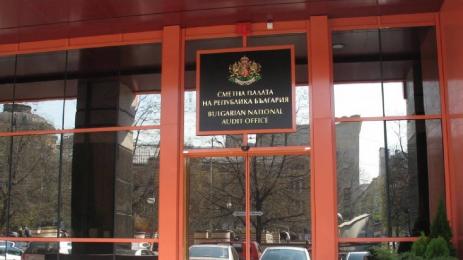 СМЕТНА ПАЛАТА
НА РЕПУБЛИКА БЪЛГАРИЯ
BULGARIAN NATIONAL
AUDIT OFFICE